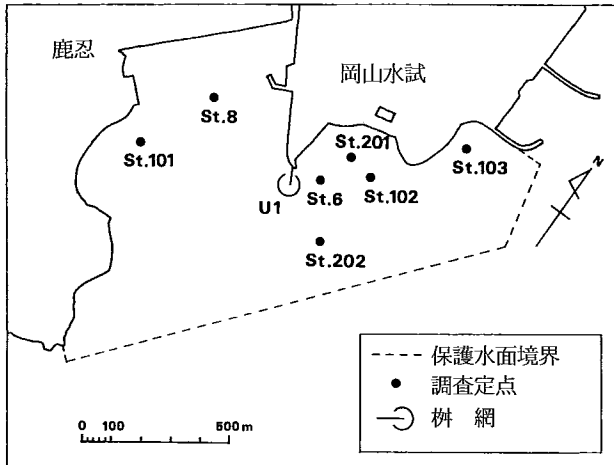 鹿忍
岡山水試
St.8
St.101
St.201
St.103
St.6
St.102
U1
St.202
N
保護水面境界
調査定点
桝 網
0 100 500m